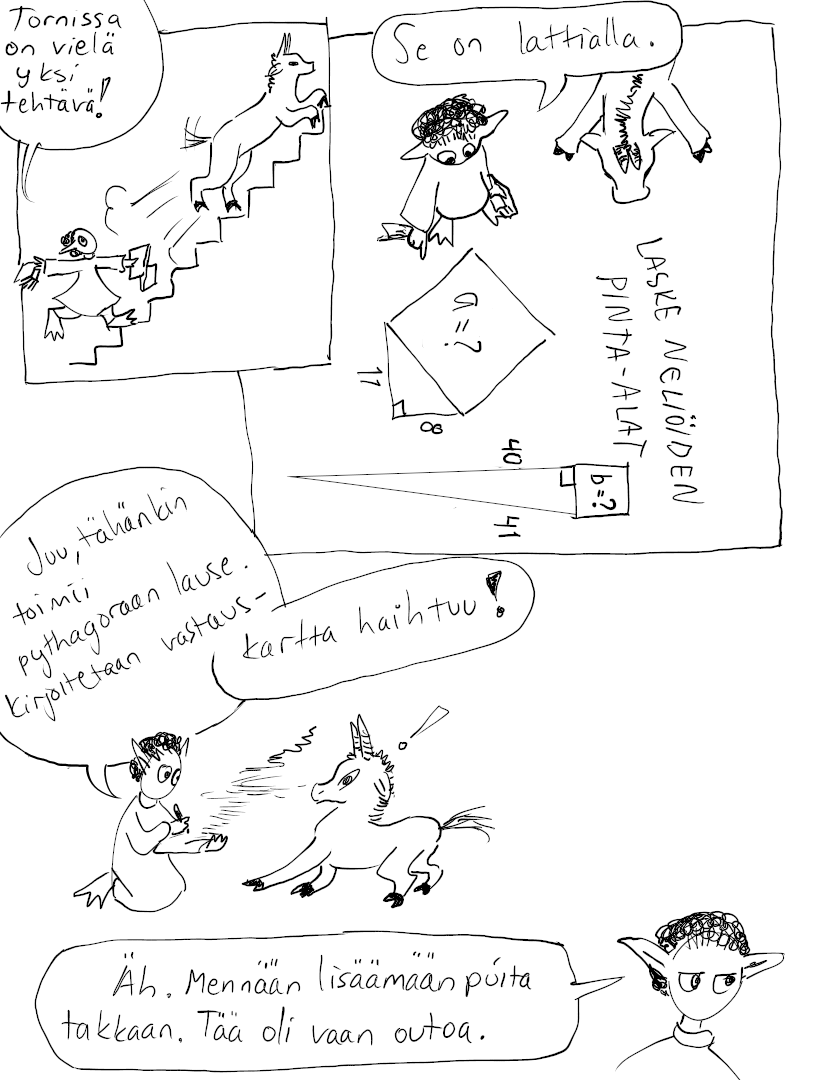 Tornissa
on vielä
yksi
tehtävä!
Se on lattialla.
LASKE NELIÖIDEN
PINTA-ALAT
a=?
11
8
40
b=?
41
Juu, tähänkin
toimii
pythagoraan lause.
kirjoitetaan vastaus-
kartta haihtuu!
Äh. Mennään lisäämään puita
takkaan. Tää oli vaan outoa.